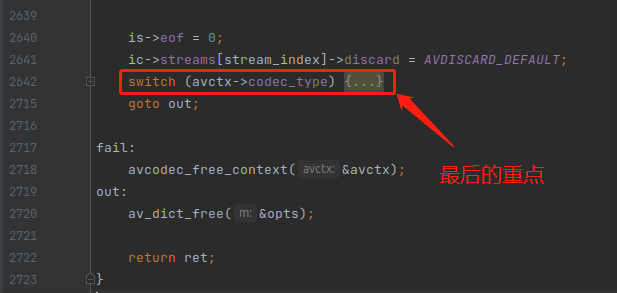 2639
2640 is->eof = 0;
2641 ic->streams[stream_index]->discard = AVDISCARD_DEFAULT;
2642 switch (avctx->codec_type) {...}
2715 goto out;
2716
2717 fail:
2718 avcodec_free_context( avctx: &avctx);
2719 out:
2720 av_dict_free( m: &opts);
2721
2722 return ret;
2723 }
最后的重点